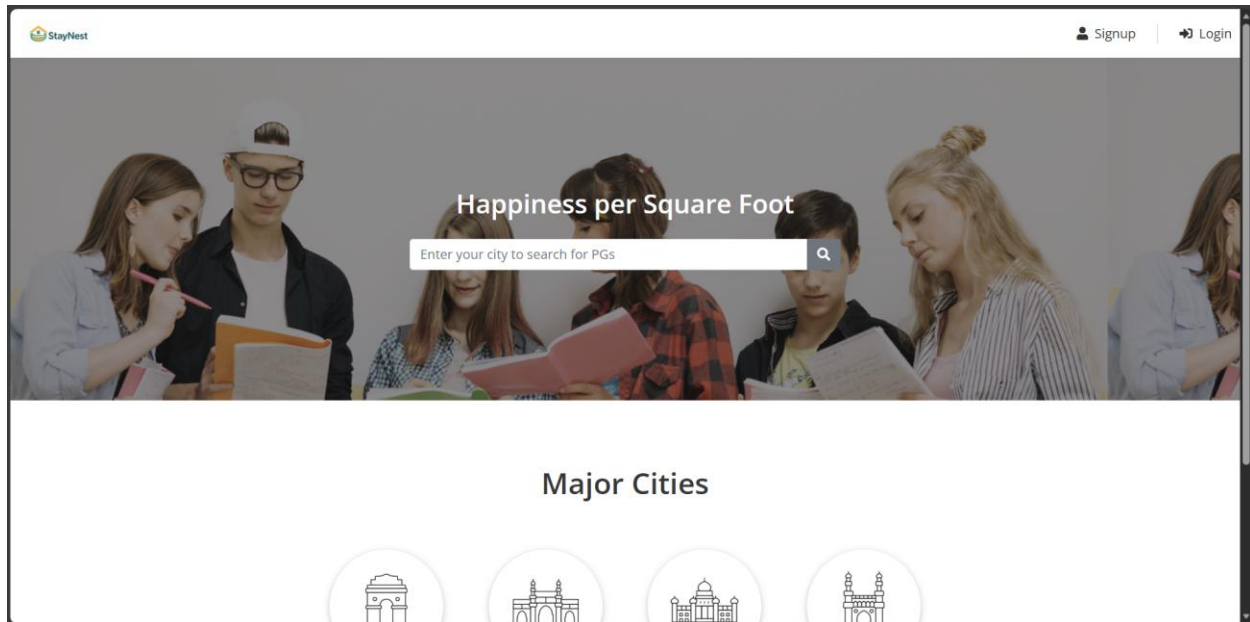 StayNest
Signup
Login
Happiness per Square Foot
Enter your city to search for PGs
Major Cities